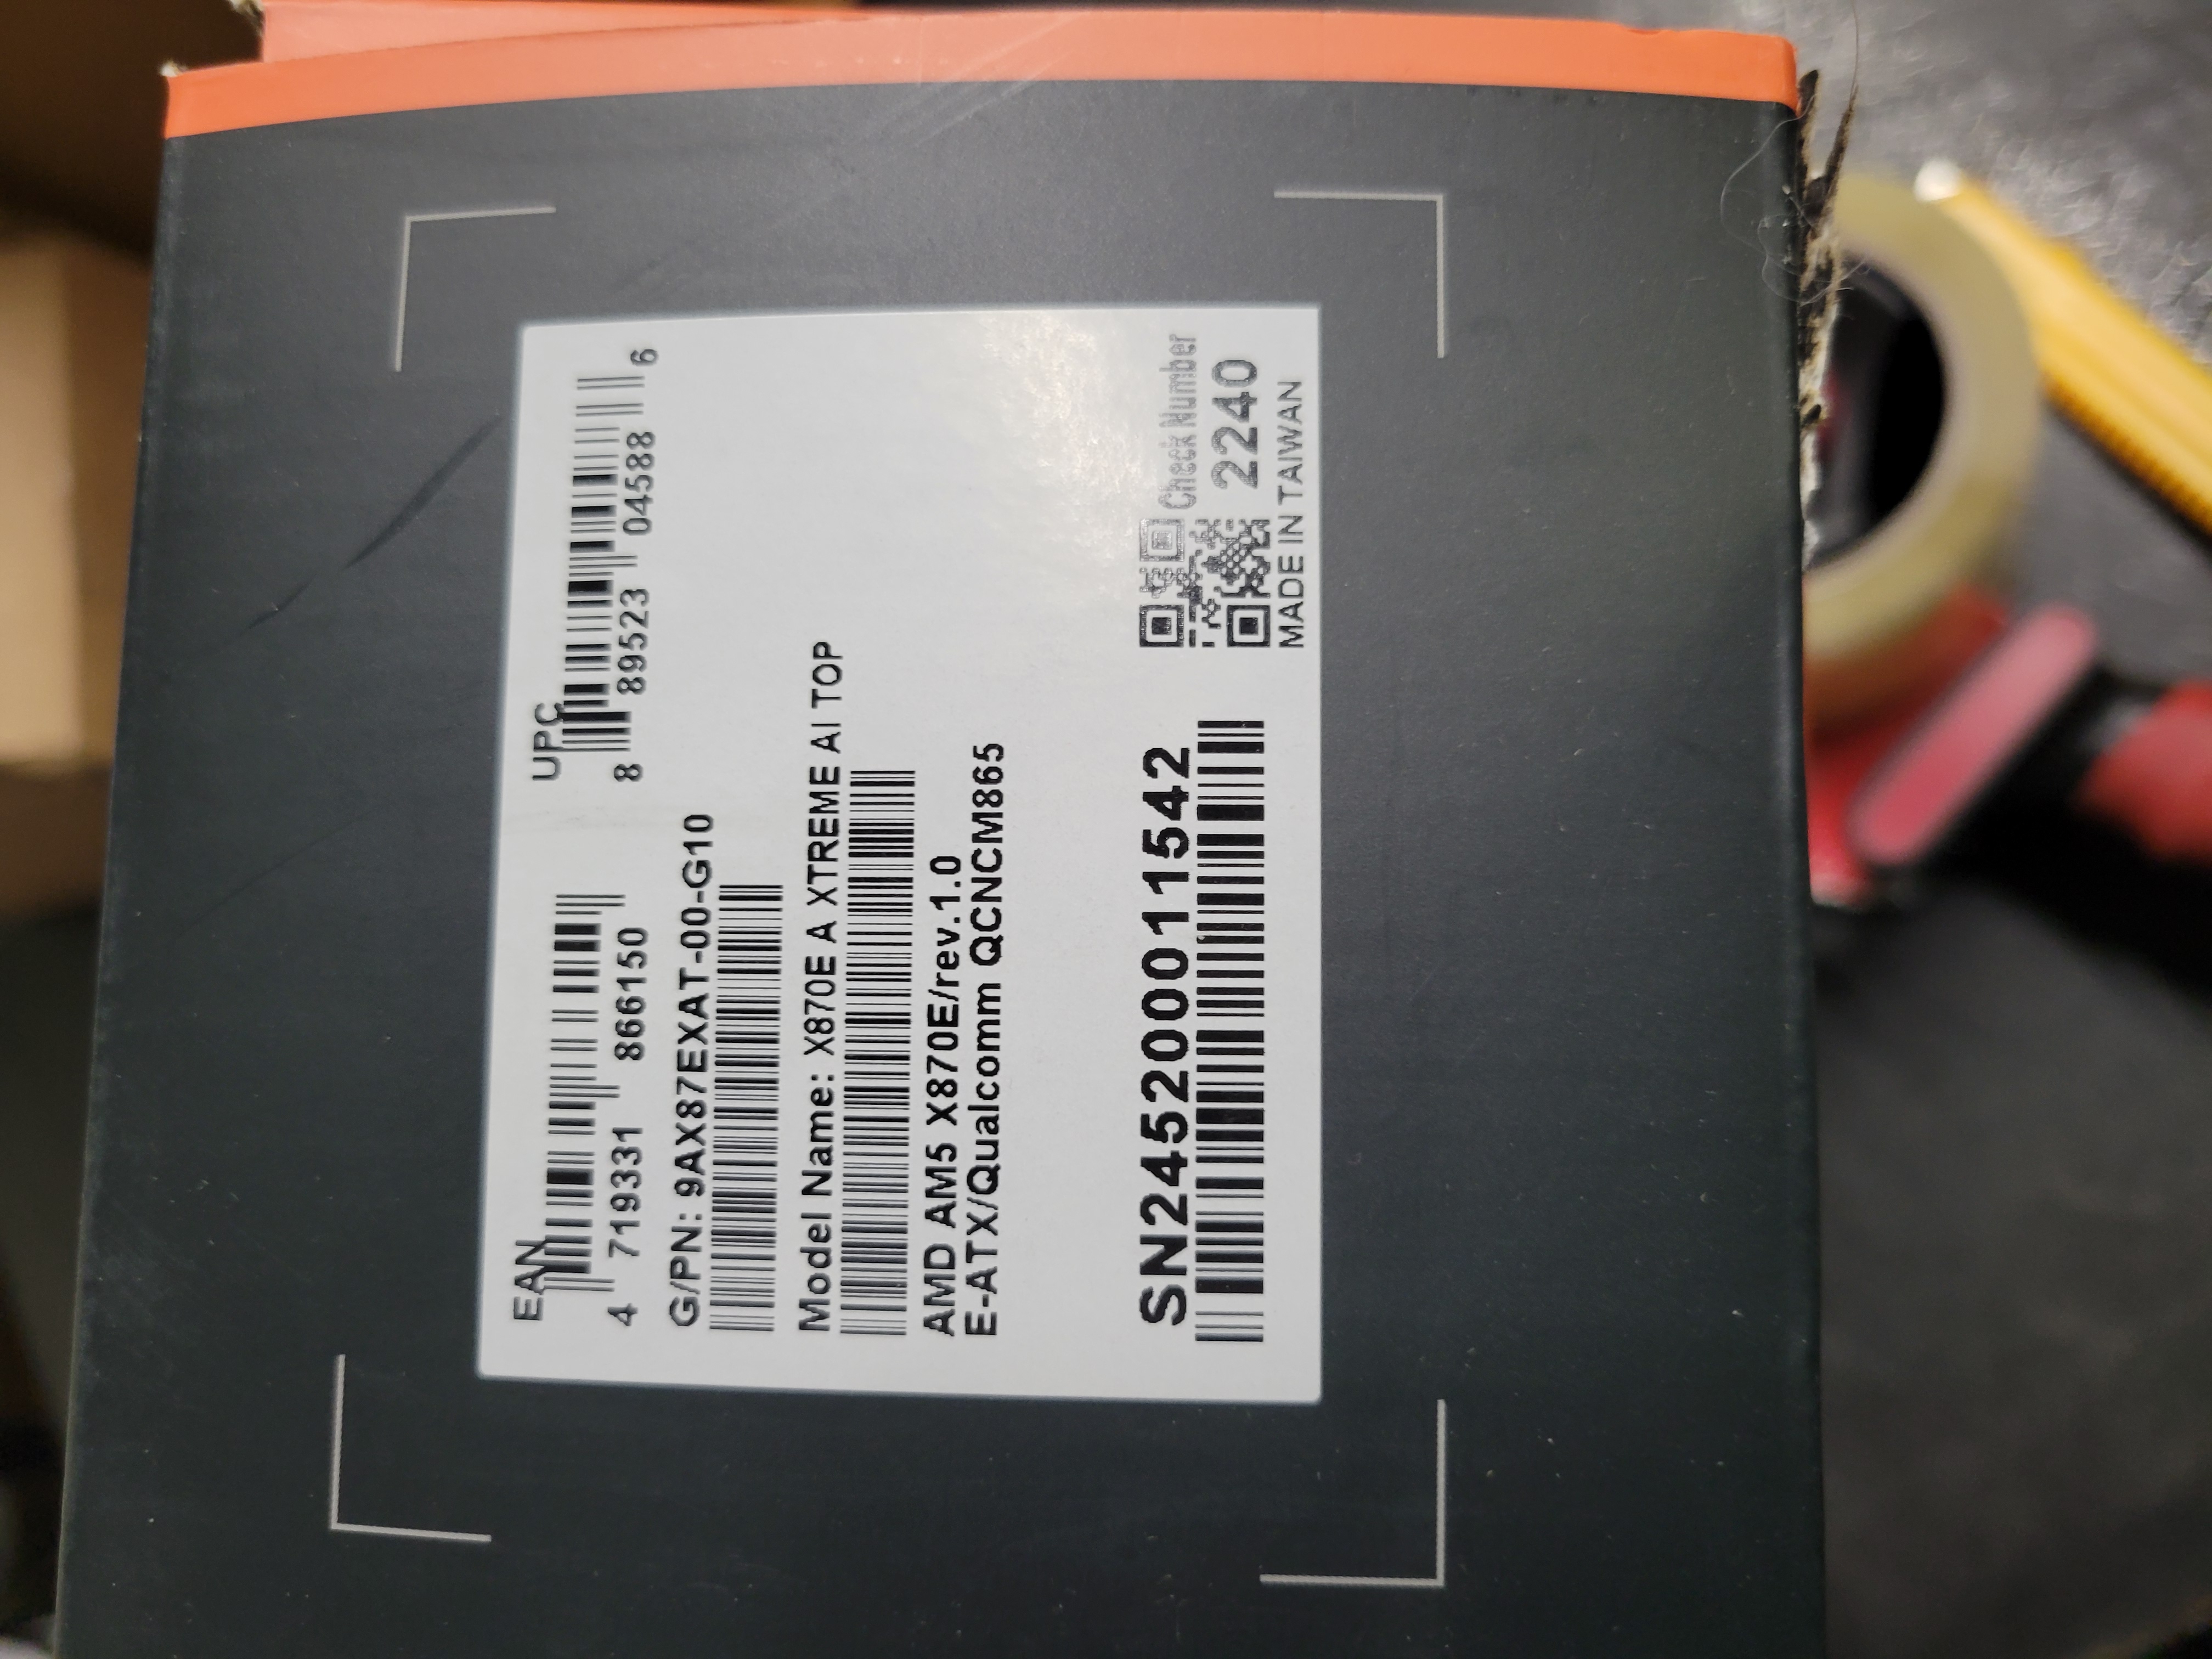 EAN
4 719331 866150
UPC
8 89523 04588 6
G/PN: 9AX87EXAT-00-G10
Model Name: X870E A XTREME AI TOP
AMD AM5 X870E/rev.1.0
E-ATX/Qualcomm QCNCM865
SN245200011542
Check Number
2240
MADE IN TAIWAN